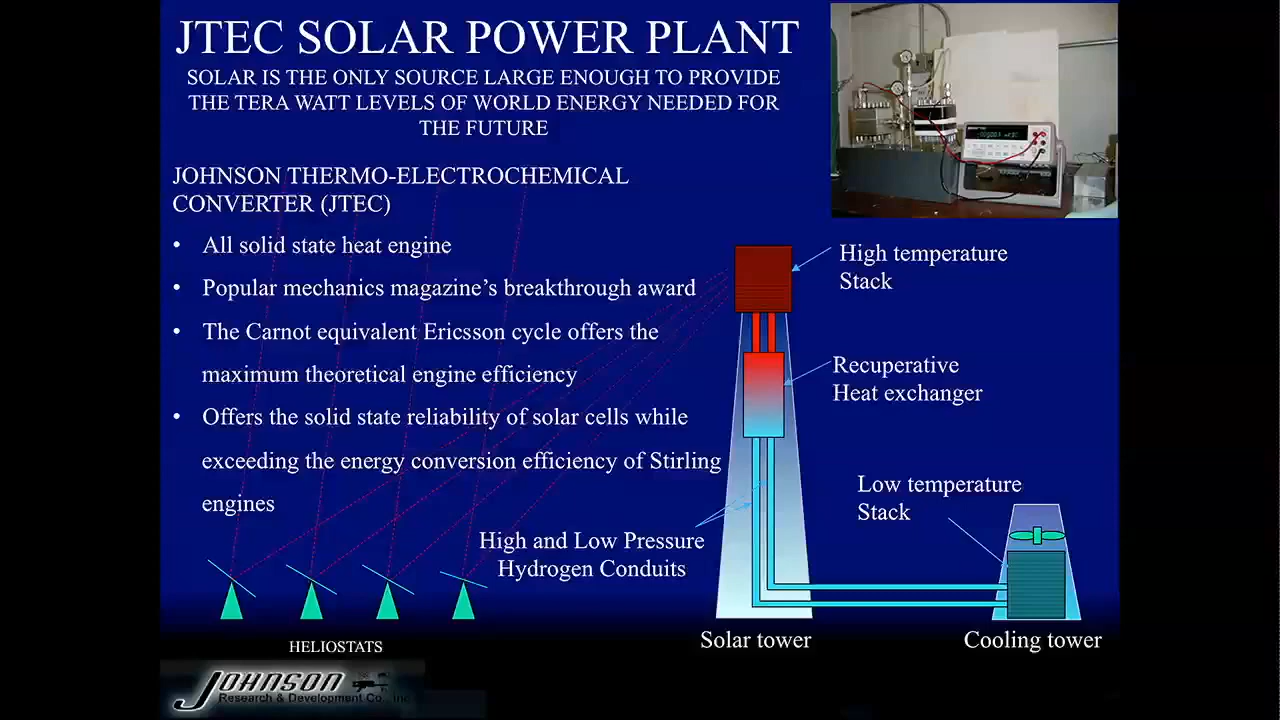 JTEC SOLAR POWER PLANT
SOLAR IS THE ONLY SOURCE LARGE ENOUGH TO PROVIDE
THE TERA WATT LEVELS OF WORLD ENERGY NEEDED FOR
THE FUTURE
JOHNSON THERMO-ELECTROCHEMICAL
CONVERTER (JTEC)
• All solid state heat engine
• Popular mechanics magazine's breakthrough award
• The Carnot equivalent Ericsson cycle offers the
maximum theoretical engine efficiency
• Offers the solid state reliability of solar cells while
exceeding the energy conversion efficiency of Stirling
engines
High temperature
Stack
Recuperative
Heat exchanger
Low temperature
Stack
High and Low Pressure
Hydrogen Conduits
HELIOSTATS
Solar tower
Cooling tower
Johnson
Research & Development Co., Inc